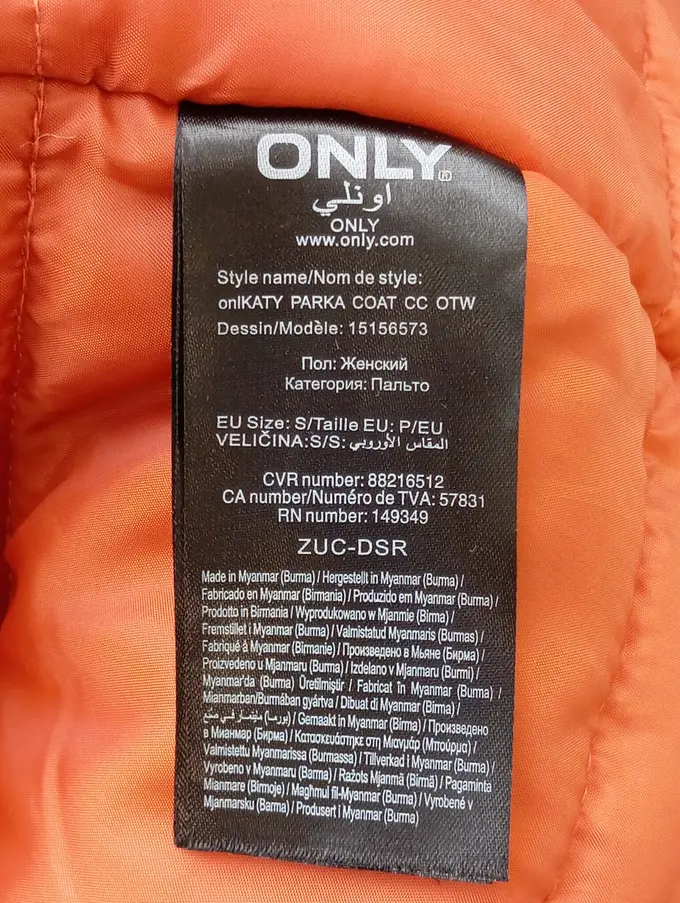 ONLY®
اونلي
ONLY
www.only.com
Style name/Nom de style:
onlKATY PARKA COAT CC OTW
Dessin/Modèle: 15156573
Пол: Женский
Категория: Пальто
EU Size: S/Taille EU: P/EU
VELIČINA:S/S: المقاس الأوروبي
CVR number: 88216512
CA number/Numéro de TVA: 57831
RN number: 149349
ZUC-DSR
Made in Myanmar (Burma) / Hergestellt in Myanmar (Burma) /
Fabricado en Myanmar (Birmania) / Produzido em Myanmar (Burma) /
Prodotto in Birmania / Wyprodukowano w Mjanmie (Birma) /
Fremstillet i Myanmar (Burma) / Valmistatud Myanmaris (Burmas) /
Fabriqué à Myanmar (Birmanie) / Произведено в Мьяне (Бирма) /
Proizvedeno u Mjanmaru (Burma) / Izdelano v Mjanmaru (Burmi) /
Myanmar'da (Burma) Üretilmiştir / Fabricat în Myanmar (Burma) /
Mianmarban/Burmában gyártva / Dibuat di Myanmar (Birma) /
(بورما) ميانمار في صنع / Gemaakt in Myanmar (Birma) / Произведено
в Мианмар (Бирма) / Κατασκευάστηκε στη Μιανμάρ (Μπούρμα) /
Valmistettu Myanmarissa (Burmassa) / Tillverkad i Myanmar (Burma) /
Vyrobeno v Myanmaru (Barma) / Ražots Mjanmā (Birmā) / Pagaminta
Mianmare (Birmoje) / Magħmul fil-Myanmar (Burma) / Vyrobené v
Mjanmarsku (Barma) / Produsert i Myanmar (Burma)